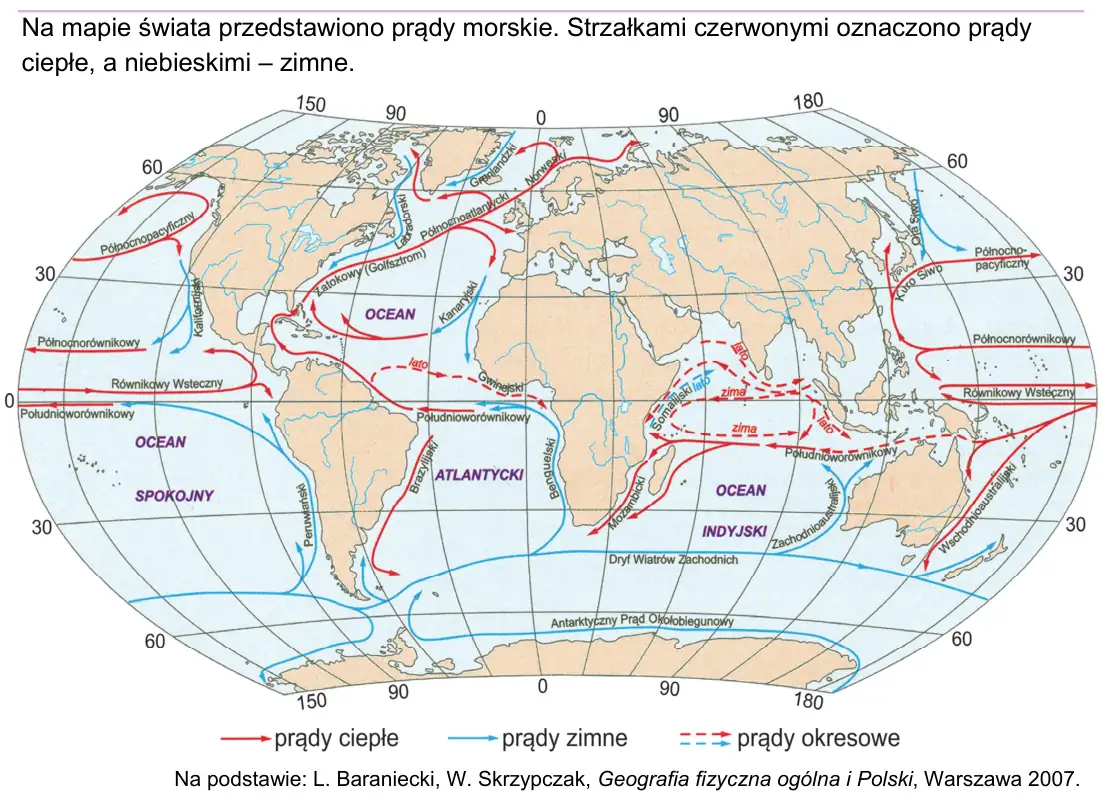 Na mapie świata przedstawiono prądy morskie. Strzałkami czerwonymi oznaczono prądy
ciepłe, a niebieskimi – zimne.
150
90
0
90
180
60
60
Grenlandzki
Norweski
Labradorski
Północnoatlantycki
Oja Siwo
Północnopacyficzny
Północno-
pacyficzny
30
30
Zatokowy (Golfsztrom)
Kuro Siwo
Kalifornijski
Kanaryjski
OCEAN
Północnorównikowy
Północnorównikowy
lato
lato
Gwinejski
Somalijski
lato
zima
Równikowy Wsteczny
Równikowy Wsteczny
0
0
Południoworównikowy
Południoworównikowy
zima
lato
OCEAN
SPOKOJNY
Brazylijski
ATLANTYCKI
Benguelski
Południoworównikowy
Mozambicki
OCEAN
INDYJSKI
Peruwiański
Zachodnioaustralijski
Wschodnioaustralijski
30
30
Dryf Wiatrów Zachodnich
Antarktyczny Prąd Okołobiegunowy
60
60
150
90
0
90
180
prądy ciepłe
prądy zimne
prądy okresowe
Na podstawie: L. Baraniecki, W. Skrzypczak, Geografia fizyczna ogólna i Polski, Warszawa 2007.